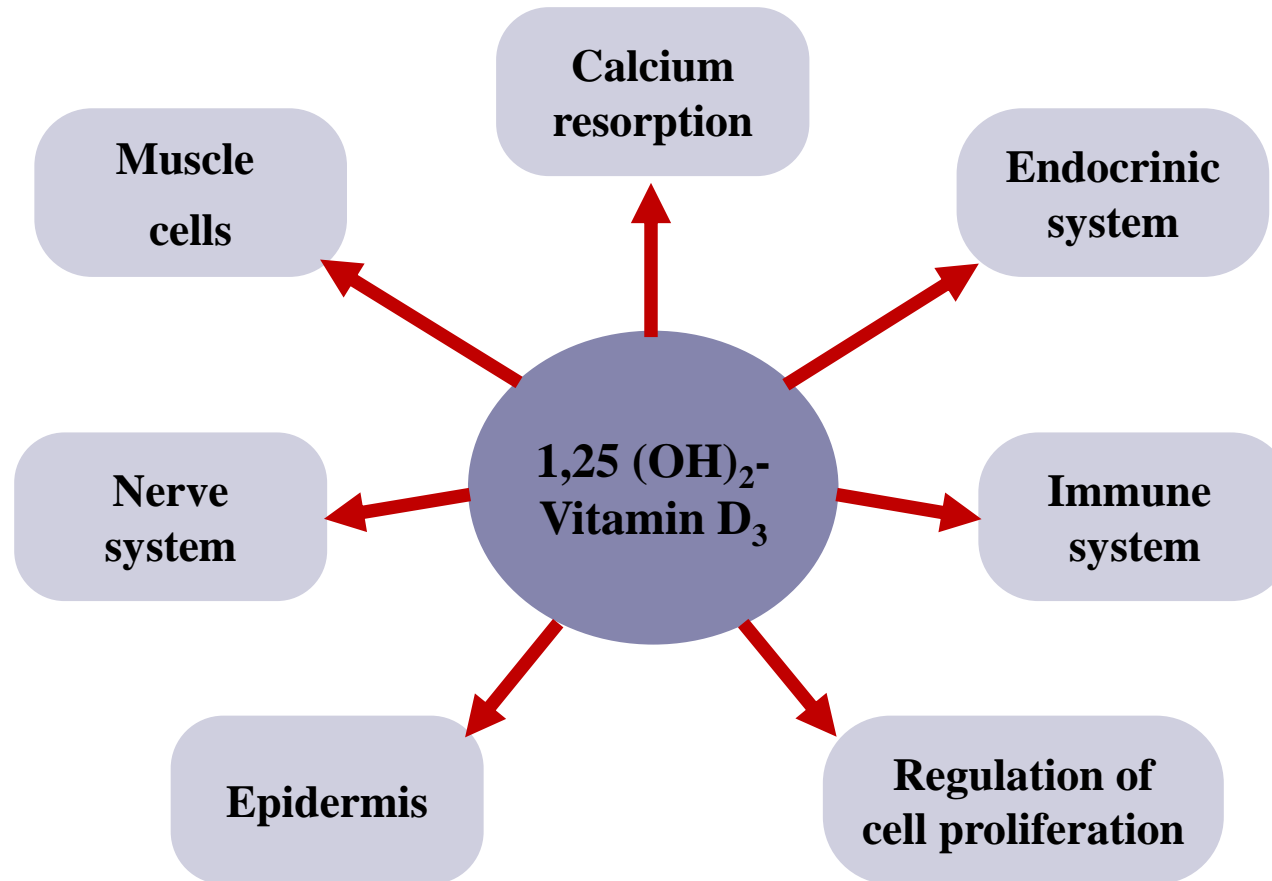 Calcium
resorption
Muscle
cells
Endocrinic
system
1,25 (OH)₂-
Vitamin D₃
Nerve
system
Immune
system
Epidermis
Regulation of
cell proliferation